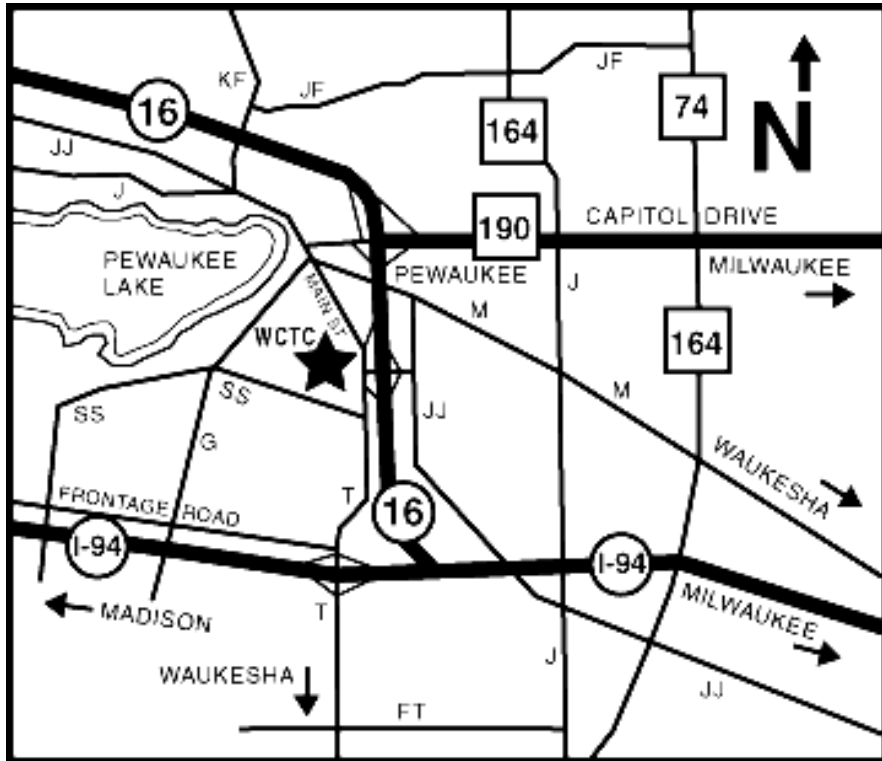 KF
JF
JF
16
164
74
N
JJ
J
190
CAPITOL DRIVE
PEWAUKEE
LAKE
PEWAUKEE
MILWAUKEE
J
MAIN ST
M
WCTC
164
SS
SS
JJ
M
G
WAUKESHA
T
FRONTAGE ROAD
16
I-94
I-94
MADISON
T
MILWAUKEE
WAUKESHA
J
JJ
FT